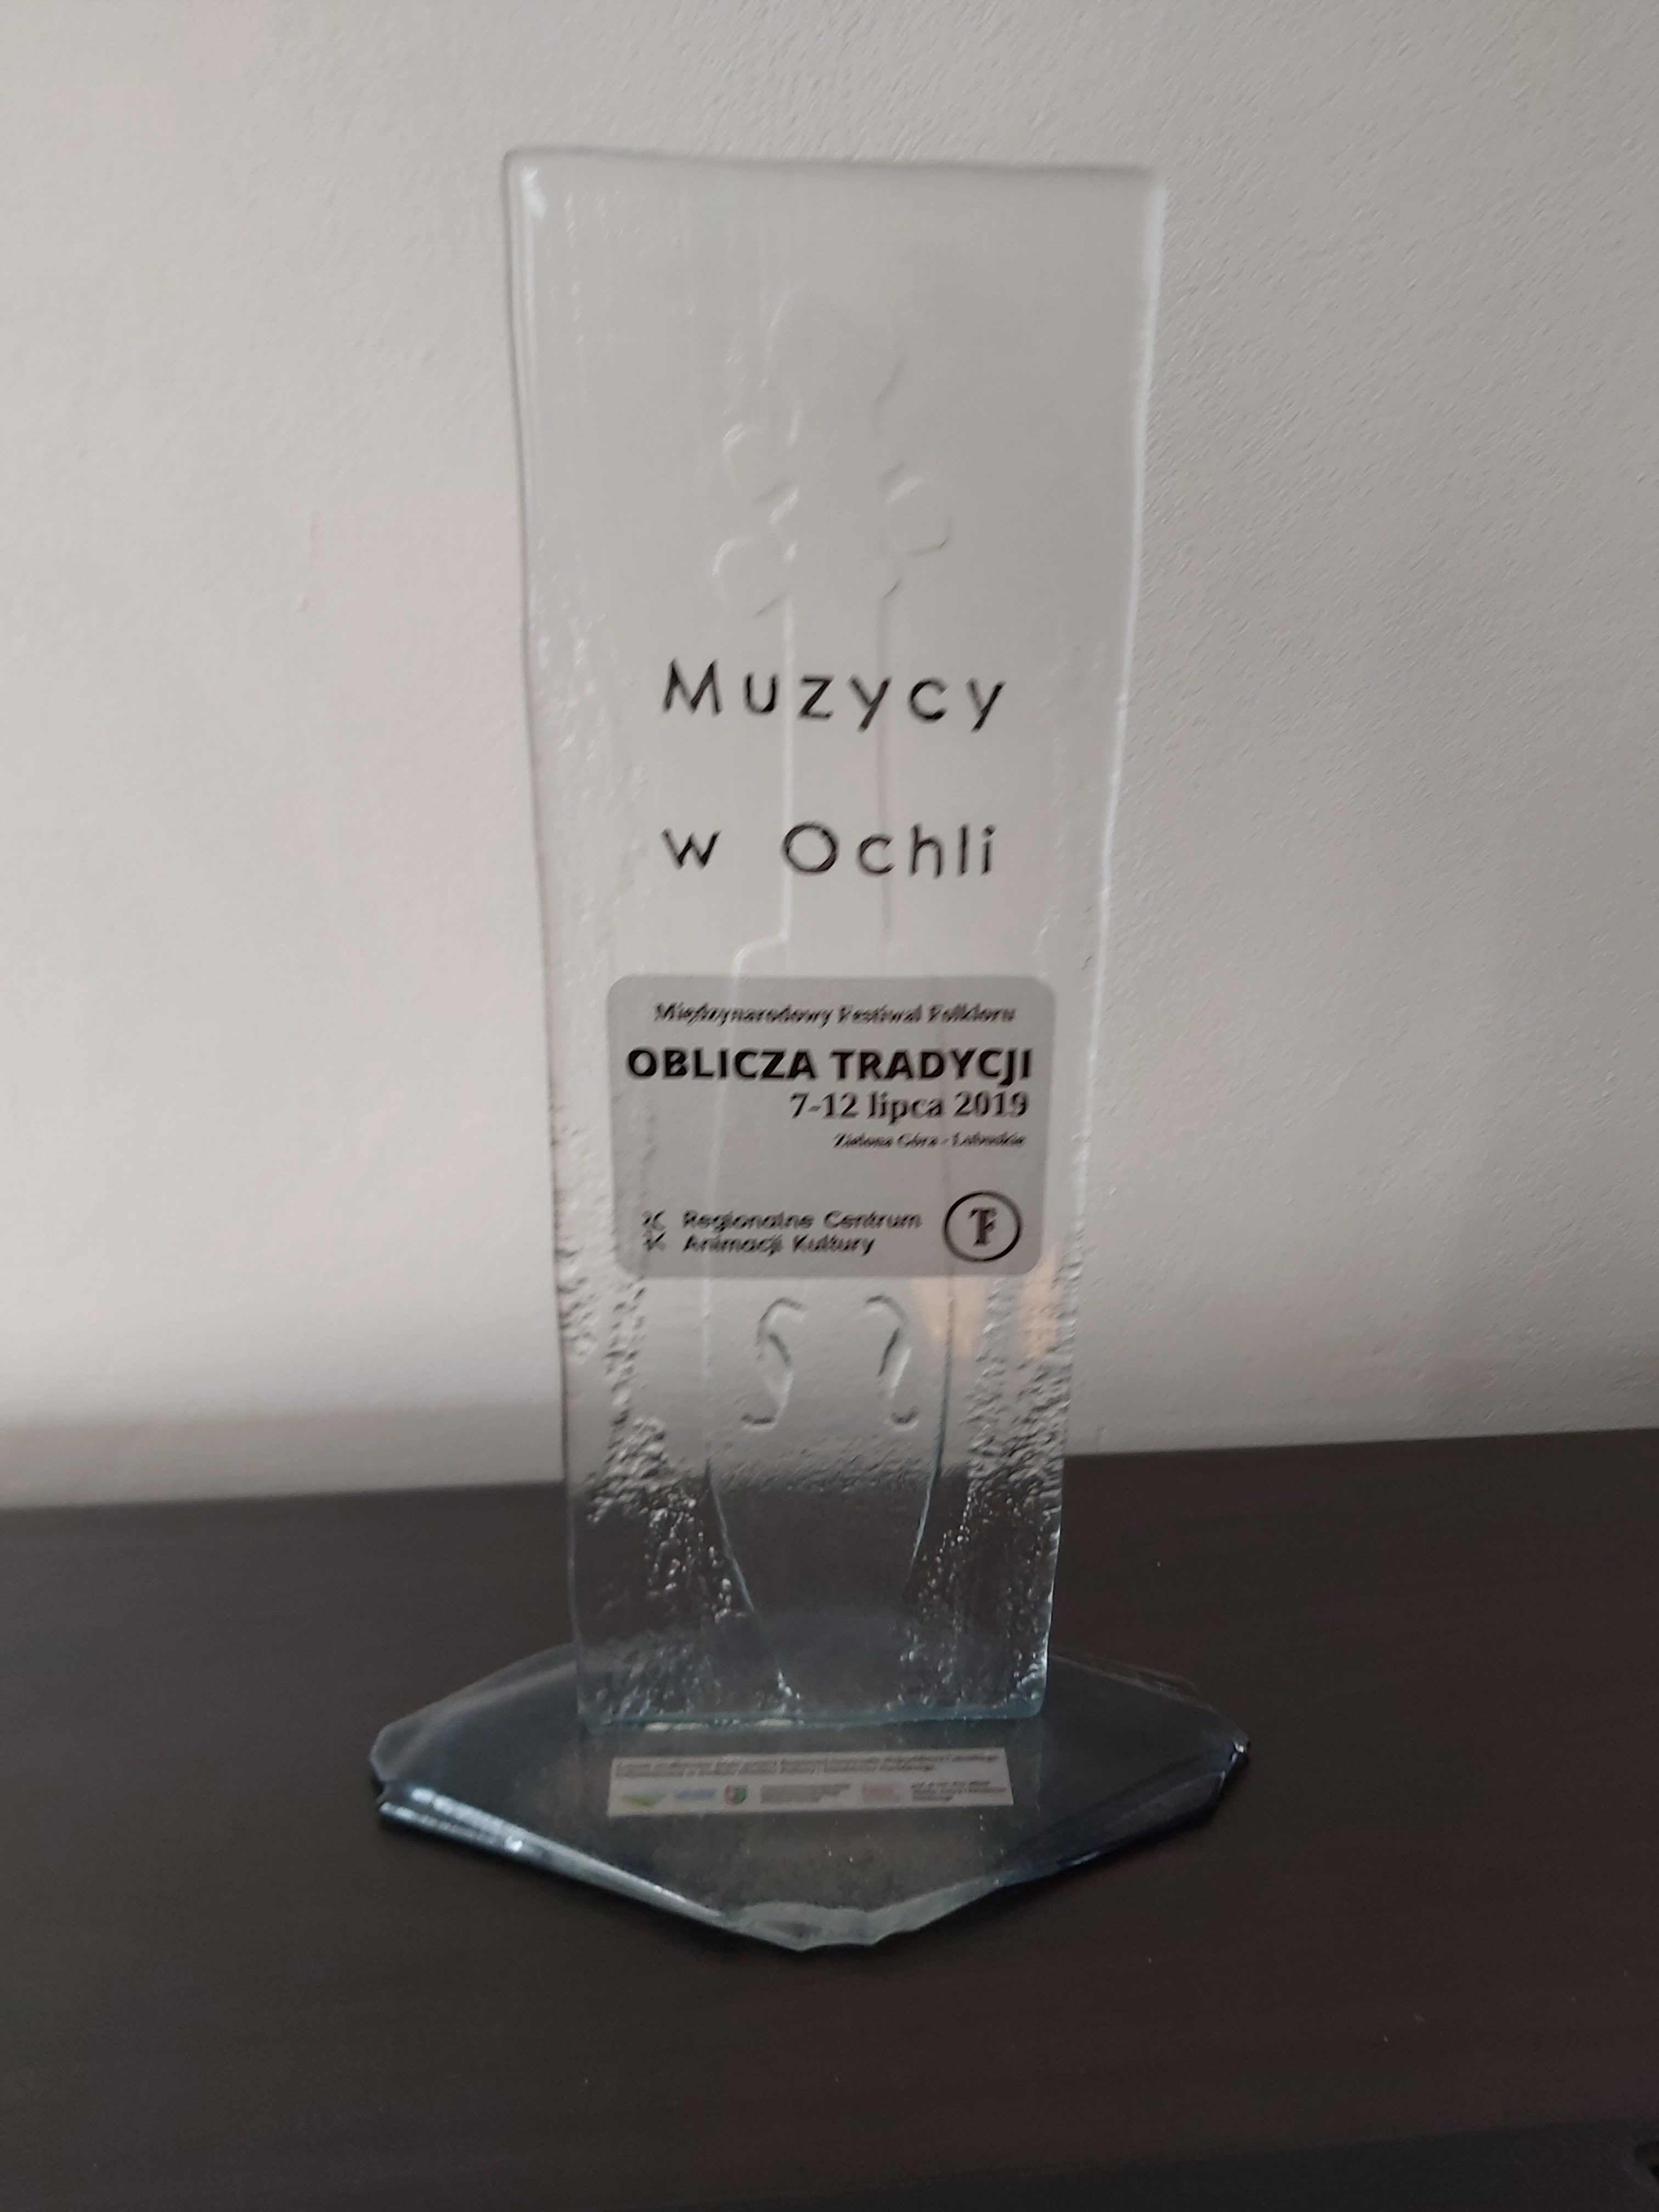 Muzycy
w Ochli
Międzynarodowy Festiwal Folkloru
OBLICZA TRADYCJI
7-12 lipca 2019
Zielona Góra - Lubuskie
Regionalne Centrum
Animacji Kultury